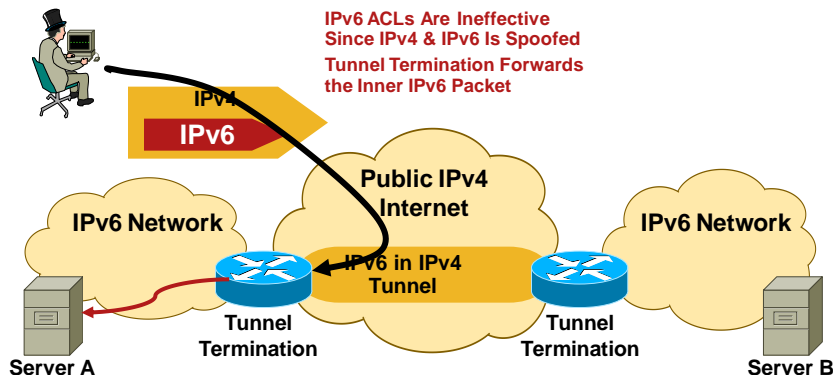 IPv6 ACLs Are Ineffective
Since IPv4 & IPv6 Is Spoofed
Tunnel Termination Forwards
the Inner IPv6 Packet
IPv4
IPv6
Public IPv4
Internet
IPv6 Network
IPv6 Network
IPv6 in IPv4
Tunnel
Tunnel
Termination
Tunnel
Termination
Server A
Server B